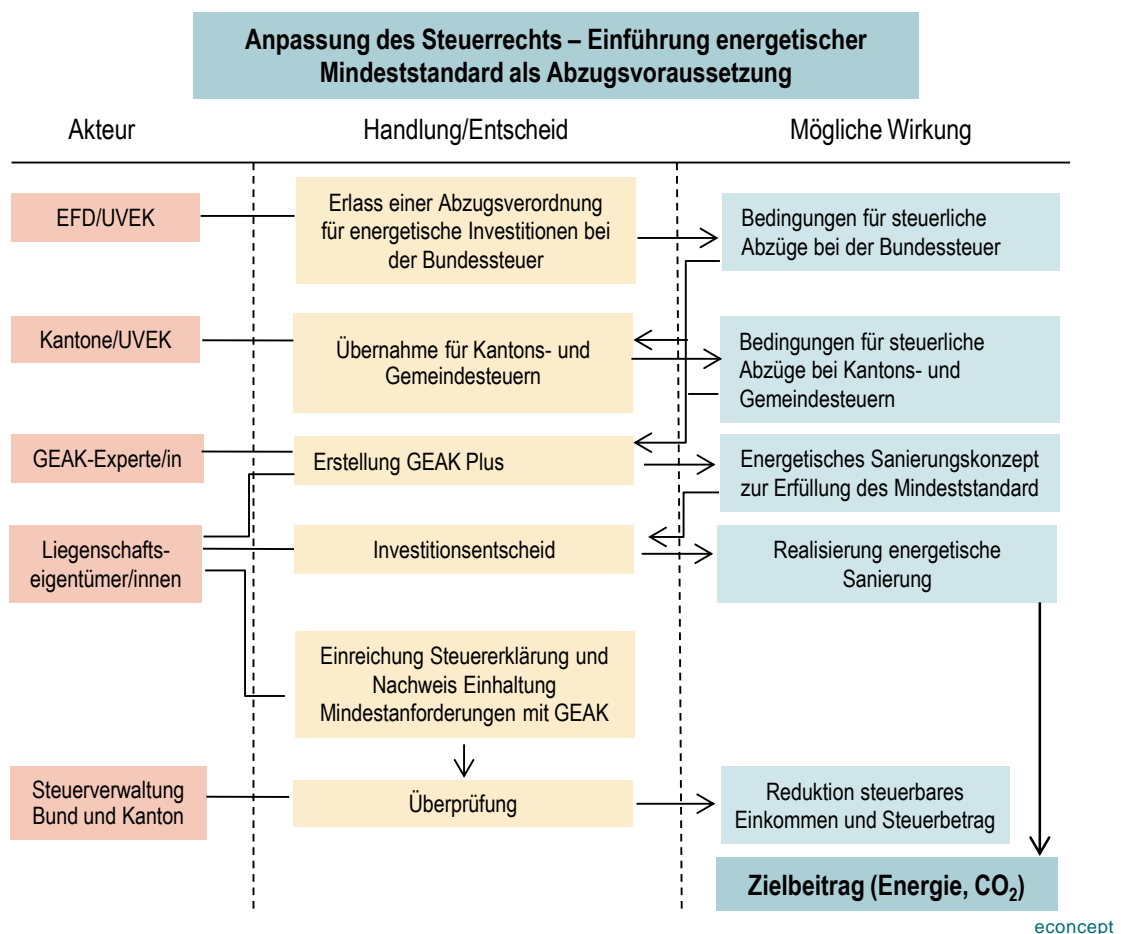 Anpassung des Steuerrechts – Einführung energetischer
Mindeststandard als Abzugsvoraussetzung
Akteur
Handlung/Entscheid
Mögliche Wirkung
EFD/UVEK
Erlass einer Abzugsverordnung
für energetische Investitionen bei
der Bundessteuer
Bedingungen für steuerliche
Abzüge bei der Bundessteuer
Kantone/UVEK
Übernahme für Kantons- und
Gemeindesteuern
Bedingungen für steuerliche
Abzüge bei Kantons- und
Gemeindesteuern
GEAK-Experte/in
Erstellung GEAK Plus
Energetisches Sanierungskonzept
zur Erfüllung des Mindeststandard
Liegenschafts-
eigentümer/innen
Investitionsentscheid
Realisierung energetische
Sanierung
Einreichung Steuererklärung und
Nachweis Einhaltung
Mindestanforderungen mit GEAK
Steuerverwaltung
Bund und Kanton
Überprüfung
Reduktion steuerbares
Einkommen und Steuerbetrag
Zielbeitrag (Energie, CO₂)
econcept